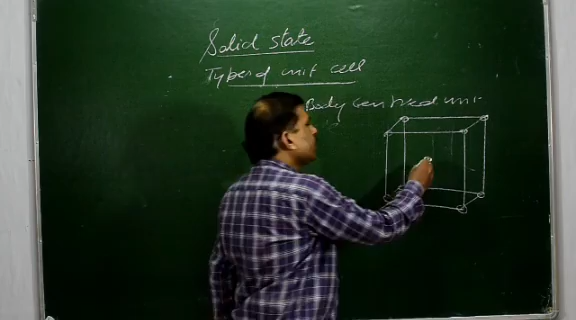 Solid state
Types of unit cell
Body centred unit